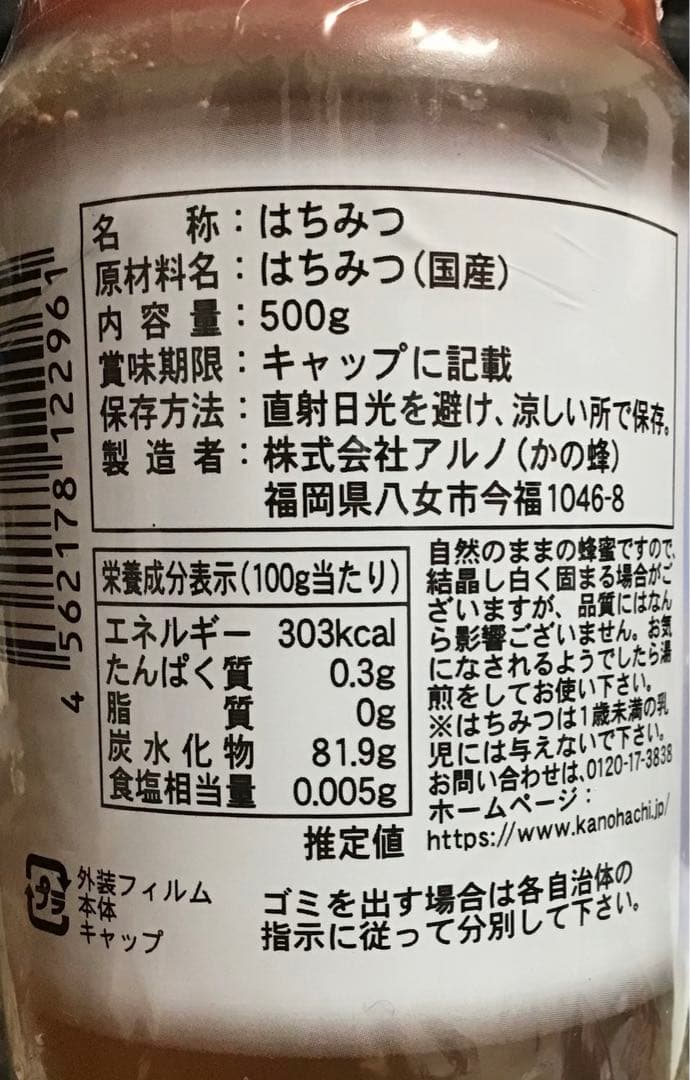 名称：はちみつ
原材料名：はちみつ（国産）
内容量：500g
賞味期限：キャップに記載
保存方法：直射日光を避け、涼しい所で保存。
製造者：株式会社アルノ（かの蜂）
福岡県八女市今福1046-8
栄養成分表示（100g当たり）
エネルギー 303kcal
たんぱく質 0.3g
脂質 0g
炭水化物 81.9g
食塩相当量 0.005g
推定値
自然のままの蜂蜜ですので、
結晶し白く固まる場合がご
ざいますが、品質にはなん
ら影響ございません。お気
になされるようでしたら湯
煎をしてお使い下さい。
※はちみつは1歳未満の乳
児には与えないで下さい。
お問い合わせは、0120-17-3838
ホームページ：
https://www.kanohachi.jp/
プラ
外装フィルム
本体
キャップ
ゴミを出す場合は各自治体の
指示に従って分別して下さい。
4 562178 122961